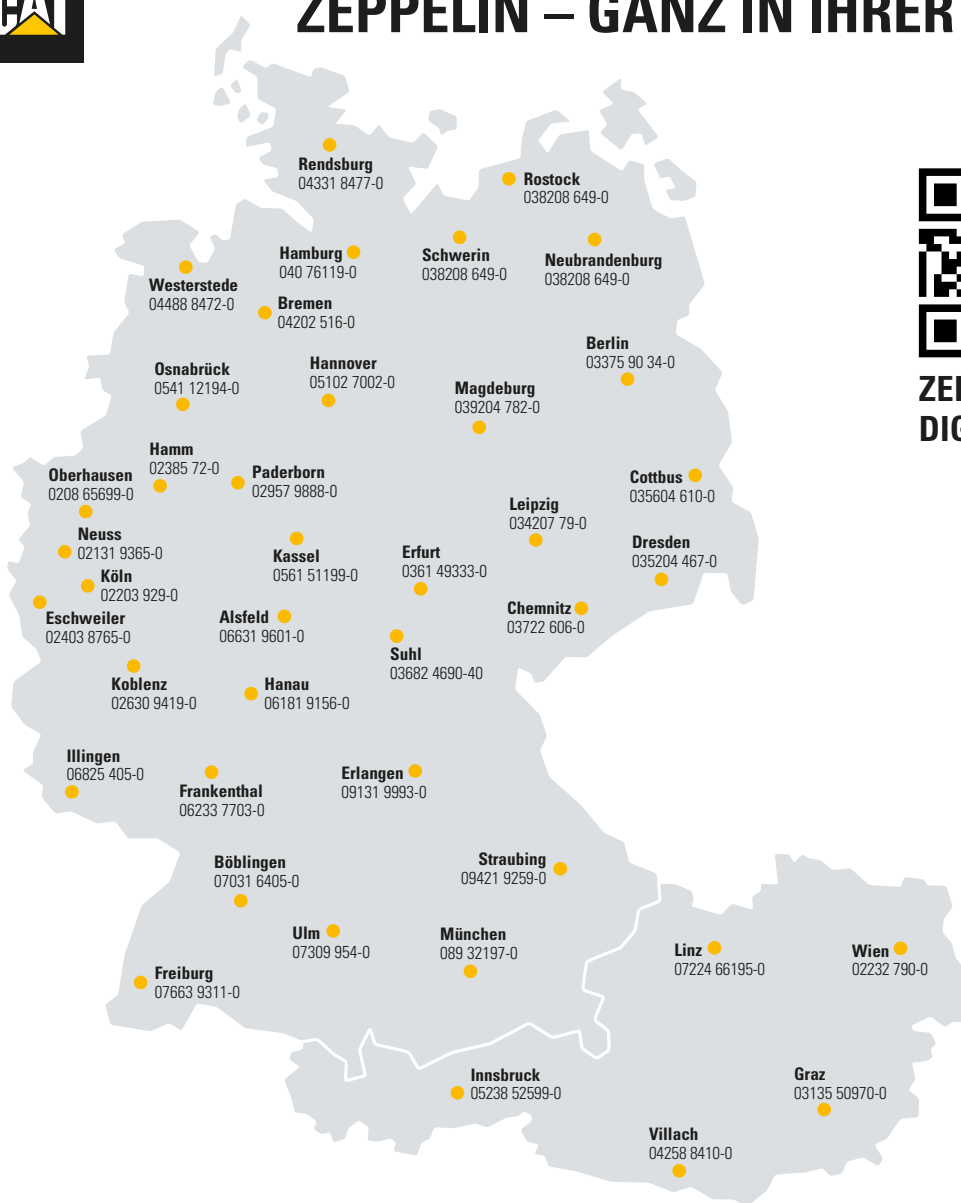 CAT
ZEPPELIN – GANZ IN IHRER
Rendsburg
04331 8477-0
Rostock
038208 649-0
Hamburg
040 76119-0
Schwerin
038208 649-0
Neubrandenburg
038208 649-0
Westerstede
04488 8472-0
Bremen
04202 516-0
Berlin
03375 90 34-0
Osnabrück
0541 12194-0
Hannover
05102 7002-0
Magdeburg
039204 782-0
ZEP
DIG
Hamm
02385 72-0
Oberhausen
0208 65699-0
Paderborn
02957 9888-0
Cottbus
035604 610-0
Leipzig
034207 79-0
Neuss
02131 9365-0
Kassel
0561 51199-0
Erfurt
0361 49333-0
Dresden
035204 467-0
Köln
02203 929-0
Eschweiler
02403 8765-0
Alsfeld
06631 9601-0
Chemnitz
03722 606-0
Suhl
03682 4690-40
Koblenz
02630 9419-0
Hanau
06181 9156-0
Illingen
06825 405-0
Frankenthal
06233 7703-0
Erlangen
09131 9993-0
Böblingen
07031 6405-0
Straubing
09421 9259-0
Ulm
07309 954-0
München
089 32197-0
Linz
07224 66195-0
Wien
02232 790-0
Freiburg
07663 9311-0
Innsbruck
05238 52599-0
Graz
03135 50970-0
Villach
04258 8410-0